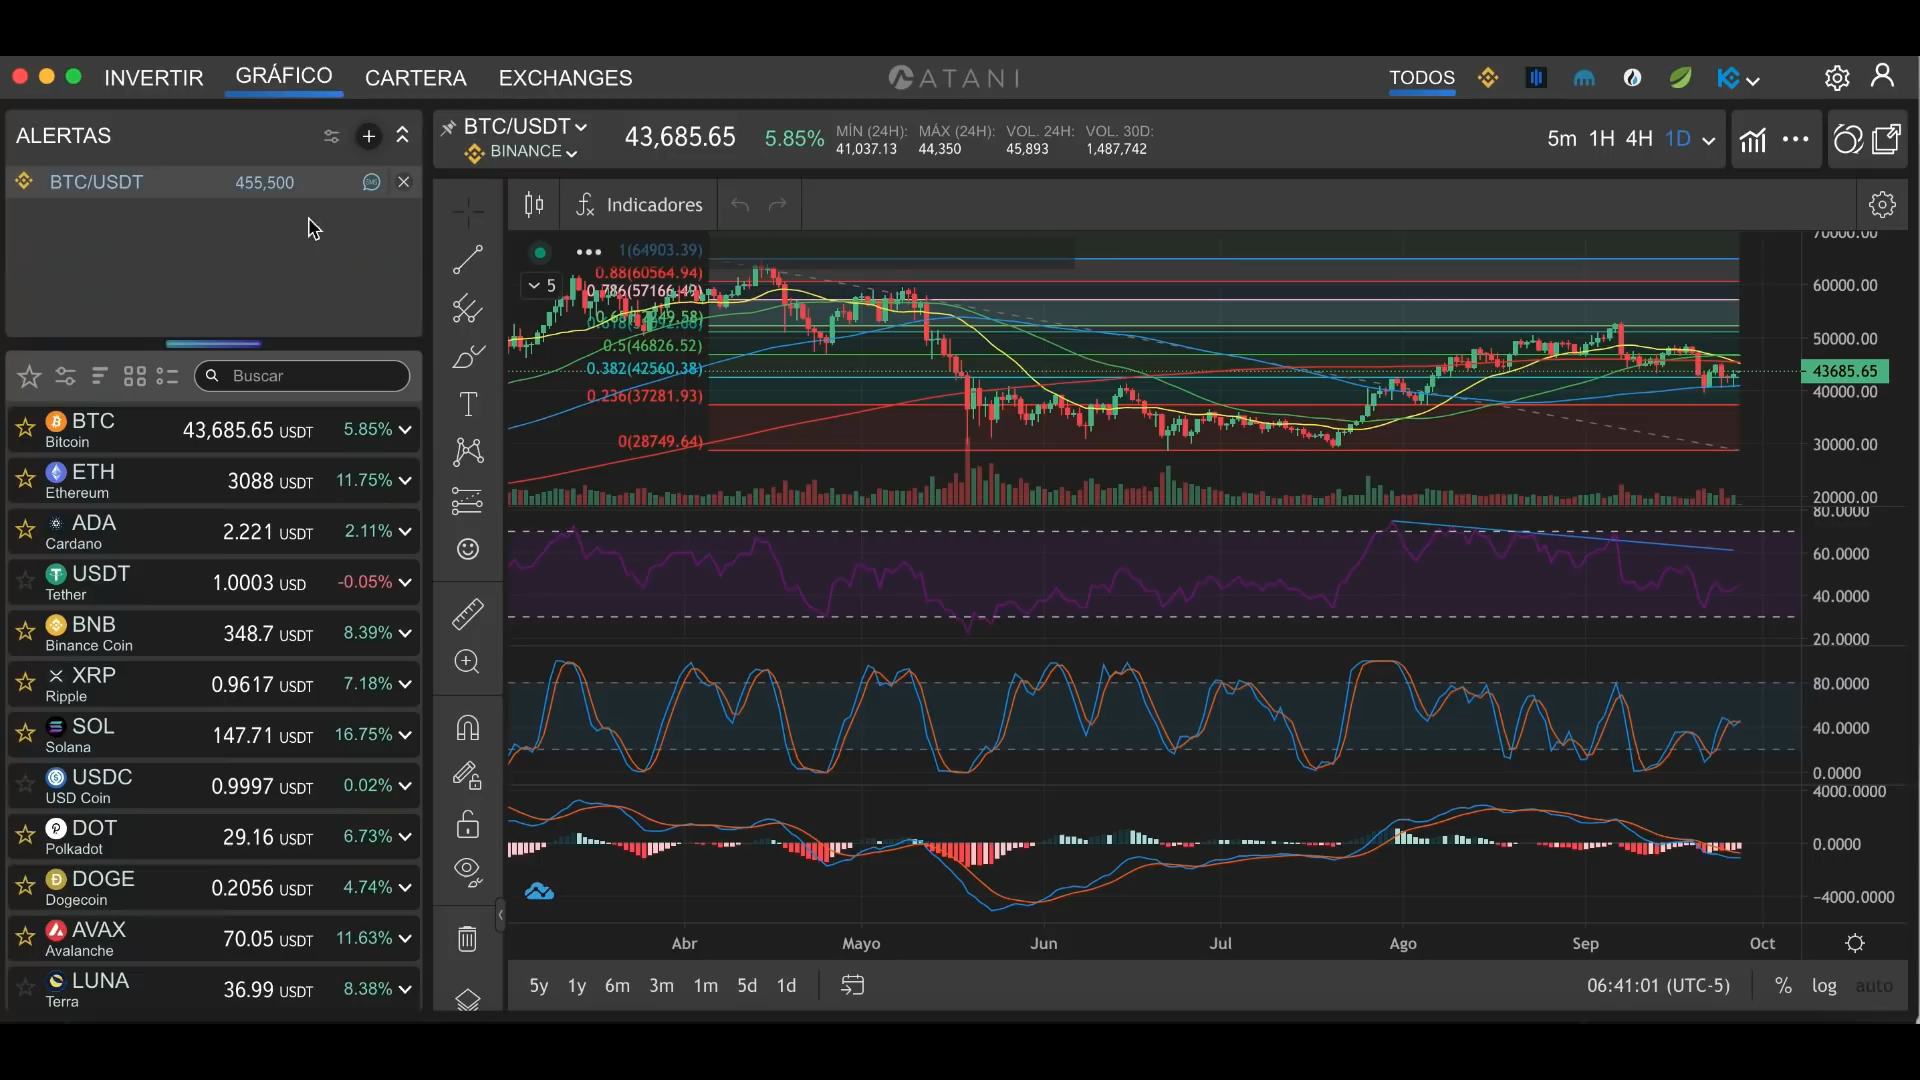 INVERTIR GRÁFICO CARTERA EXCHANGES ATANI TODOS
ALERTAS
BTC/USDT 455,500
Buscar
BTC 43,685.65 USDT 5.85%
Bitcoin
ETH 3088 USDT 11.75%
Ethereum
ADA 2.221 USDT 2.11%
Cardano
USDT 1.0003 USD -0.05%
Tether
BNB 348.7 USDT 8.39%
Binance Coin
XRP 0.9617 USDT 7.18%
Ripple
SOL 147.71 USDT 16.75%
Solana
USDC 0.9997 USDT 0.02%
USD Coin
DOT 29.16 USDT 6.73%
Polkadot
DOGE 0.2056 USDT 4.74%
Dogecoin
AVAX 70.05 USDT 11.63%
Avalanche
LUNA 36.99 USDT 8.38%
Terra
BTC/USDT
BINANCE
43,685.65 5.85%
MÍN (24H): MÁX (24H): VOL. 24H: VOL. 30D:
41,037.13 44,350 45,893 1,487,742
5m 1H 4H 1D
Indicadores
5
1(64903.39)
0.88(60564.94)
0.786(57166.49)
0.5(46826.52)
0.382(42560.38)
0.236(37281.93)
0(28749.64)
70000.00
60000.00
50000.00
43685.65
40000.00
30000.00
20000.00
80.0000
60.0000
40.0000
20.0000
80.0000
40.0000
0.0000
4000.0000
0.0000
−4000.0000
Abr Mayo Jun Jul Ago Sep Oct
5y 1y 6m 3m 1m 5d 1d 06:41:01 (UTC-5) % log auto